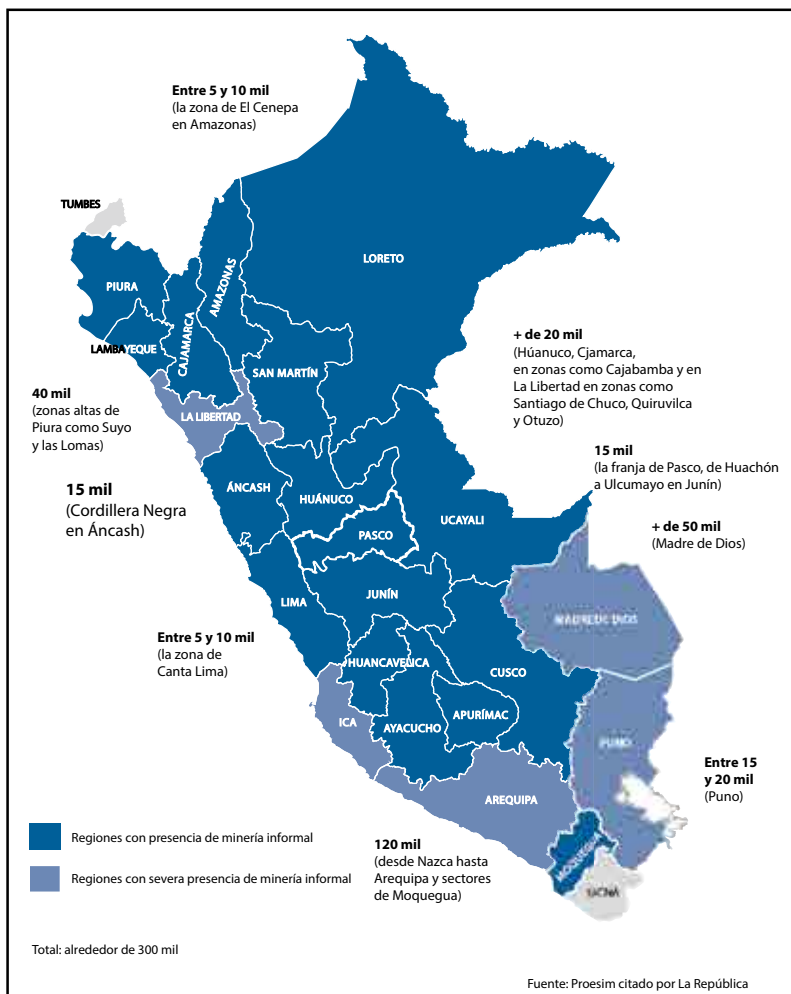 Entre 5 y 10 mil
(la zona de El Cenepa
en Amazonas)
TUMBES
LORETO
PIURA
AMAZONAS
CAJAMARCA
LAMBAYEQUE
SAN MARTÍN
+ de 20 mil
(Húanuco, Cjamarca,
en zonas como Cajabamba y en
La Libertad en zonas como
Santiago de Chuco, Quiruvilca
y Otuzo)
40 mil
(zonas altas de
Piura como Suyo
y las Lomas)
LA LIBERTAD
15 mil
(la franja de Pasco, de Huachón
a Ulcumayo en Junín)
15 mil
(Cordillera Negra
en Áncash)
ÁNCASH
HUÁNUCO
UCAYALI
PASCO
+ de 50 mil
(Madre de Dios)
LIMA
JUNÍN
MADRE DE DIOS
Entre 5 y 10 mil
(la zona de
Canta Lima)
HUANCAVELICA
CUSCO
ICA
AYACUCHO
APURÍMAC
PUNO
Entre 15
y 20 mil
(Puno)
AREQUIPA
Regiones con presencia de minería informal
Regiones con severa presencia de minería informal
120 mil
(desde Nazca hasta
Arequipa y sectores
de Moquegua)
MOQUEGUA
Total: alrededor de 300 mil
Fuente: Proesim citado por La República